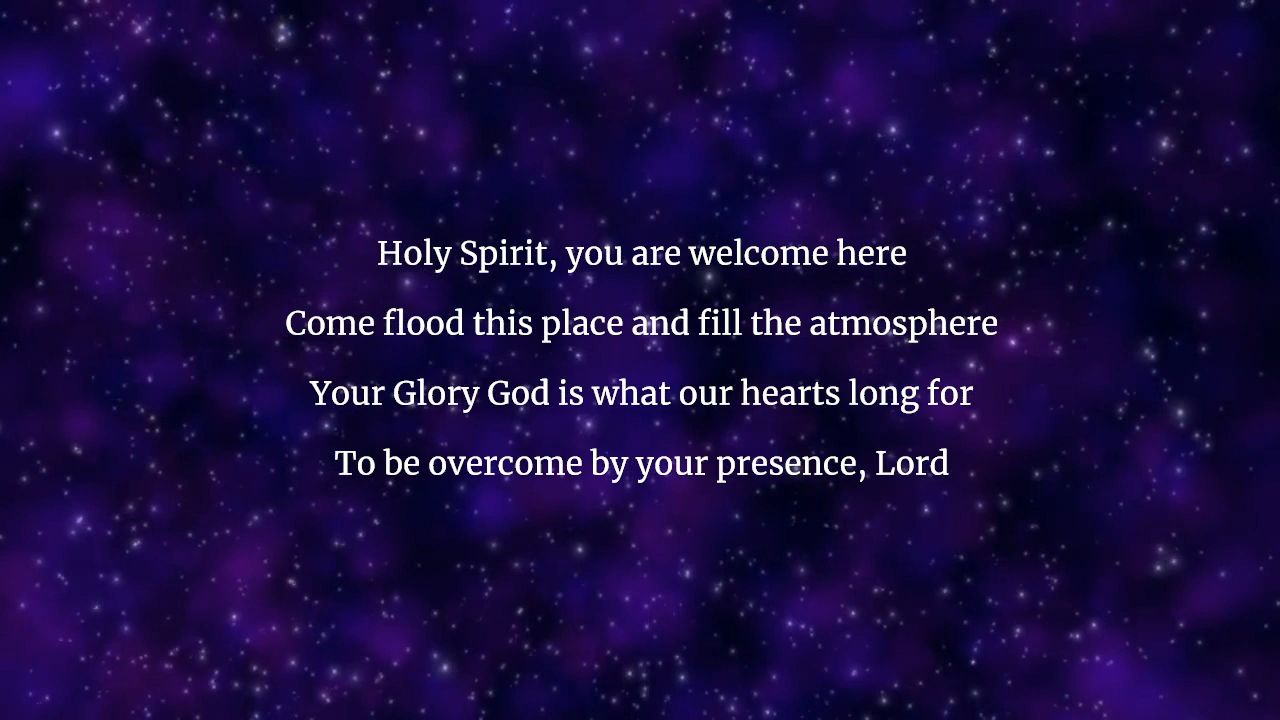 Holy Spirit, you are welcome here
Come flood this place and fill the atmosphere
Your Glory God is what our hearts long for
To be overcome by your presence, Lord